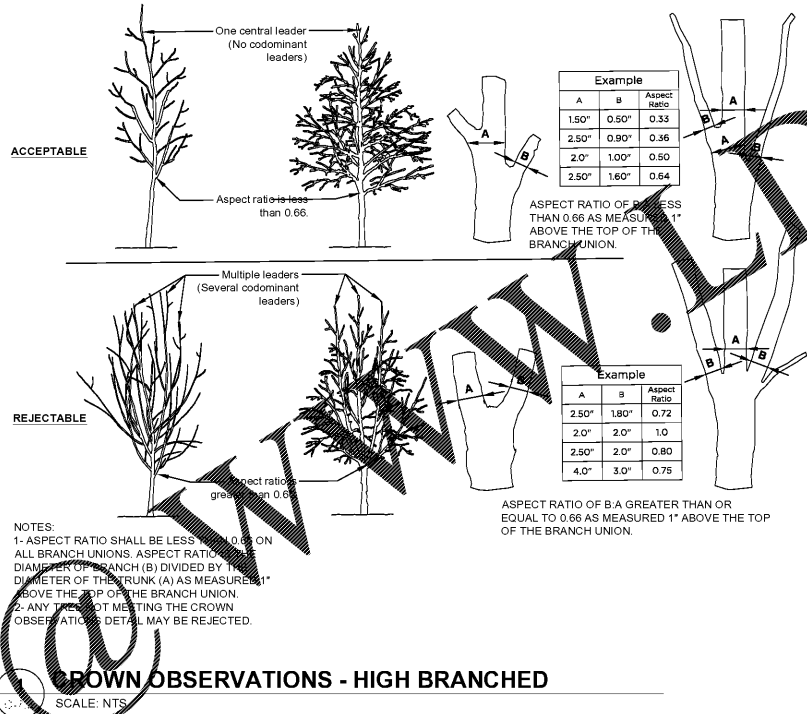 One central leader
(No codominant
leaders)
ACCEPTABLE
Aspect ratio is less
than 0.66.
A
B
Example
A B Aspect Ratio
1.50" 0.50" 0.33
2.50" 0.90" 0.36
2.0" 1.00" 0.50
2.50" 1.60" 0.64
A
B
A
B
ASPECT RATIO OF B:A LESS
THAN 0.66 AS MEASURED 1"
ABOVE THE TOP OF THE
BRANCH UNION.
Multiple leaders
(Several codominant
leaders)
REJECTABLE
Aspect ratio is
greater than 0.66
A
B
Example
A B Aspect Ratio
2.50" 1.80" 0.72
2.0" 2.0" 1.0
2.50" 2.0" 0.80
4.0" 3.0" 0.75
A
B
B
ASPECT RATIO OF B:A GREATER THAN OR
EQUAL TO 0.66 AS MEASURED 1" ABOVE THE TOP
OF THE BRANCH UNION.
NOTES:
1- ASPECT RATIO SHALL BE LESS THAN 0.66 ON
ALL BRANCH UNIONS. ASPECT RATIO IS THE
DIAMETER OF BRANCH (B) DIVIDED BY THE
DIAMETER OF THE TRUNK (A) AS MEASURED 1"
ABOVE THE TOP OF THE BRANCH UNION.
2- ANY TREE NOT MEETING THE CROWN
OBSERVATIONS DETAIL MAY BE REJECTED.
1
CROWN OBSERVATIONS - HIGH BRANCHED
SCALE: NTS
@ WWW.